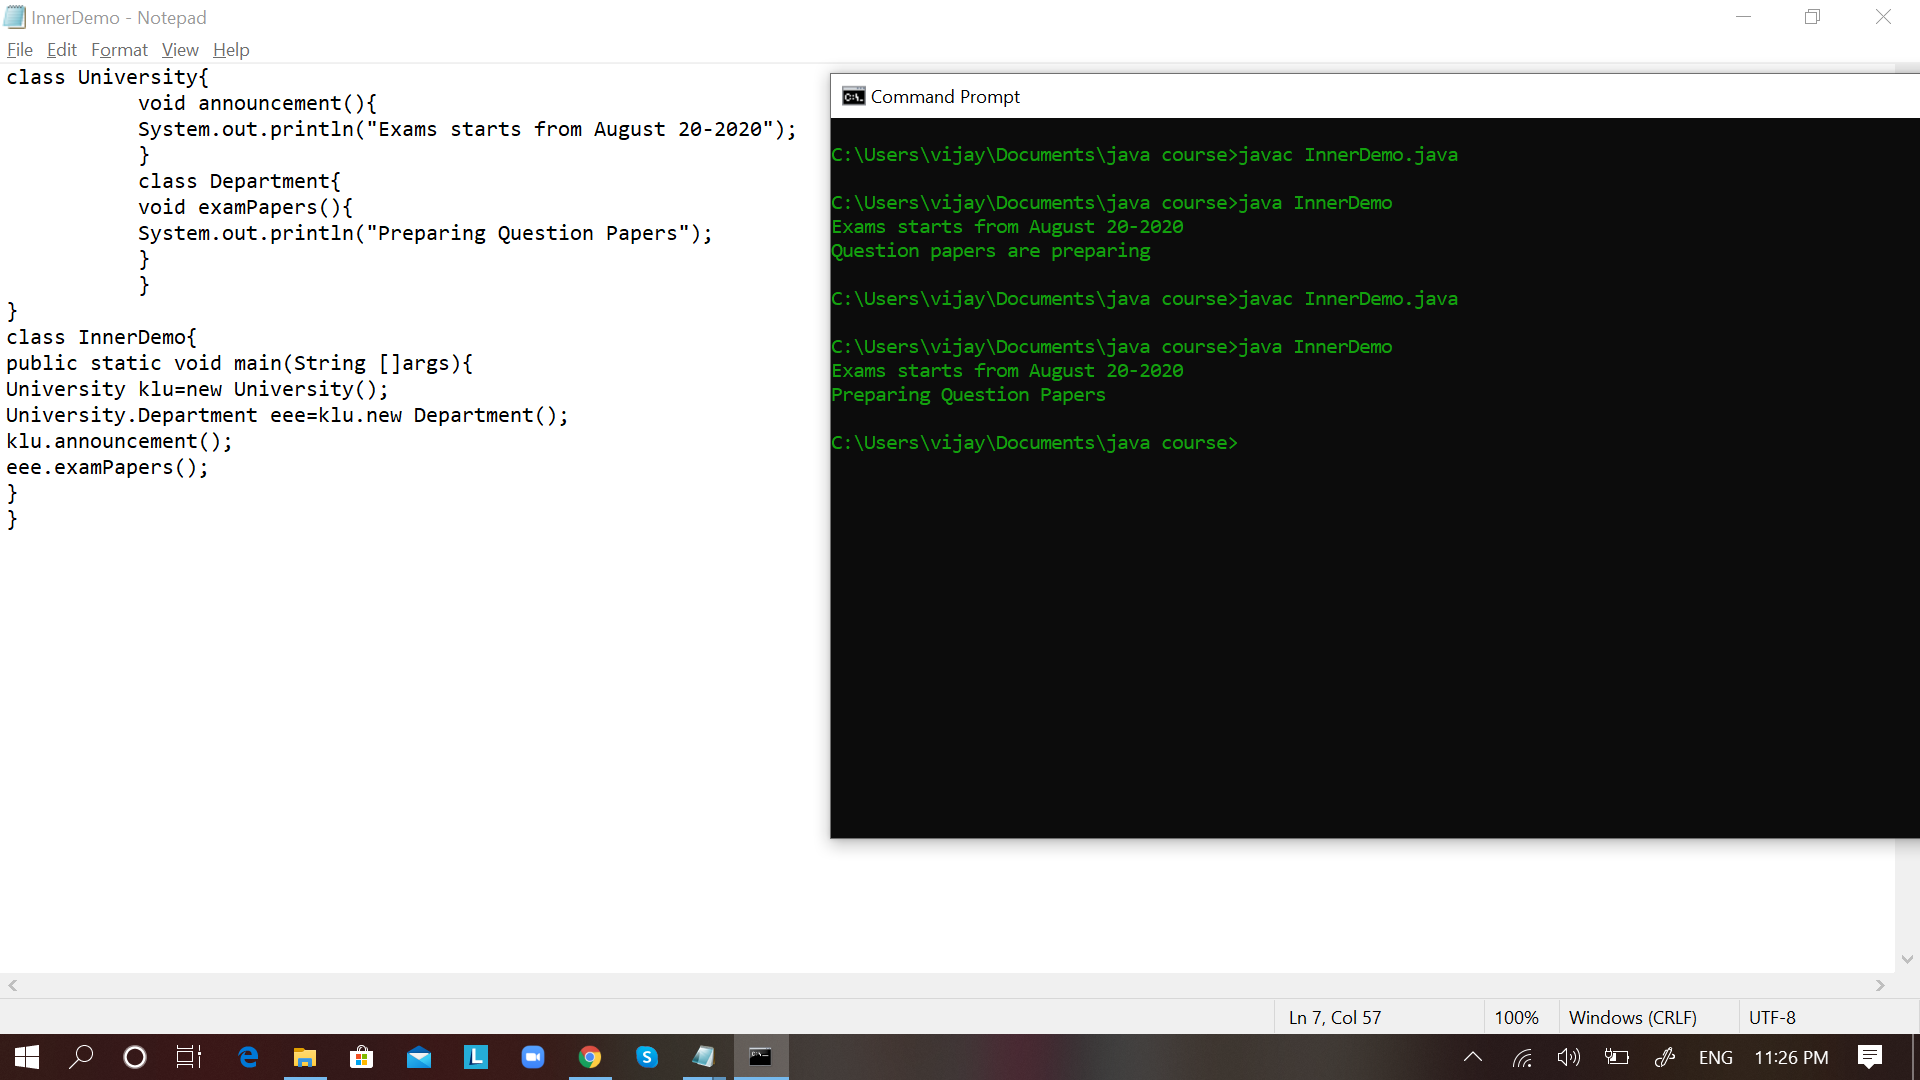 InnerDemo - Notepad
File Edit Format View Help
class University{
void announcement(){
System.out.println("Exams starts from August 20-2020");
}
class Department{
void examPapers(){
System.out.println("Preparing Question Papers");
}
}
}
class InnerDemo{
public static void main(String []args){
University klu=new University();
University.Department eee=klu.new Department();
klu.announcement();
eee.examPapers();
}
}
Command Prompt
C:\Users\vijay\Documents\java course>javac InnerDemo.java
C:\Users\vijay\Documents\java course>java InnerDemo
Exams starts from August 20-2020
Question papers are preparing
C:\Users\vijay\Documents\java course>javac InnerDemo.java
C:\Users\vijay\Documents\java course>java InnerDemo
Exams starts from August 20-2020
Preparing Question Papers
C:\Users\vijay\Documents\java course>
Ln 7, Col 57 100% Windows (CRLF) UTF-8
ENG 11:26 PM